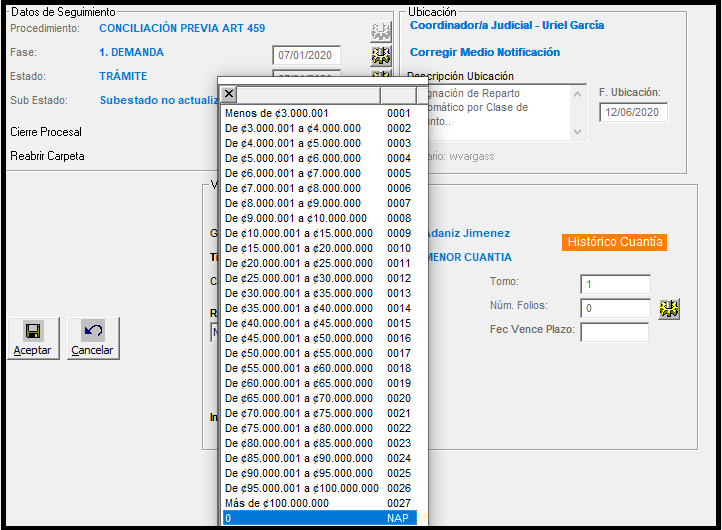 Datos de Seguimiento
Procedimiento: CONCILIACIÓN PREVIA ART 459
Fase: 1. DEMANDA 07/01/2020
Estado: TRÁMITE
Sub Estado: Subestado no actualiz
Cierre Procesal
Reabrir Carpeta
Ubicación
Coordinador/a Judicial - Uriel García
Corregir Medio Notificación
Descripción Ubicación
ignación de Reparto
omático por Clase de
unto..
F. Ubicación:
12/06/2020
ario: wvargass
Menos de ¢3.000.001 0001
De ¢3.000.001 a ¢4.000.000 0002
De ¢4.000.001 a ¢5.000.000 0003
De ¢5.000.001 a ¢6.000.000 0004
De ¢6.000.001 a ¢7.000.000 0005
De ¢7.000.001 a ¢8.000.000 0006
De ¢8.000.001 a ¢9.000.000 0007
De ¢9.000.001 a ¢10.000.000 0008
De ¢10.000.001 a ¢15.000.000 0009
De ¢15.000.001 a ¢20.000.000 0010
De ¢20.000.001 a ¢25.000.000 0011
De ¢25.000.001 a ¢30.000.000 0012
De ¢30.000.001 a ¢35.000.000 0013
De ¢35.000.001 a ¢40.000.000 0014
De ¢40.000.001 a ¢45.000.000 0015
De ¢45.000.001 a ¢50.000.000 0016
De ¢50.000.001 a ¢55.000.000 0017
De ¢55.000.001 a ¢60.000.000 0018
De ¢60.000.001 a ¢65.000.000 0019
De ¢65.000.001 a ¢70.000.000 0020
De ¢70.000.001 a ¢75.000.000 0021
De ¢75.000.001 a ¢80.000.000 0022
De ¢80.000.001 a ¢85.000.000 0023
De ¢85.000.001 a ¢90.000.000 0024
De ¢90.000.001 a ¢95.000.000 0025
De ¢95.000.001 a ¢100.000.000 0026
Más de ¢100.000.000 0027
0 NAP
Adaniz Jimenez
Histórico Cuantía
MENOR CUANTIA
Tomo: 1
Núm. Folios: 0
Fec Vence Plazo:
Aceptar
Cancelar